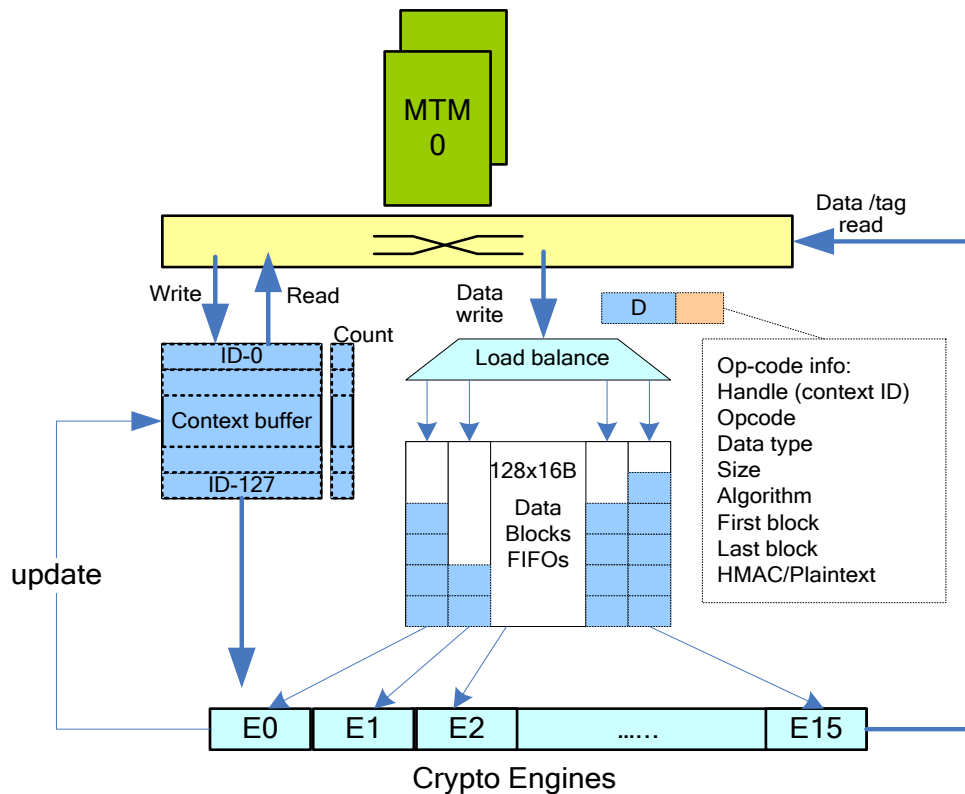 MTM
0
Data /tag
read
Write
Read
Data
write
D
Count
ID-0
Context buffer
ID-127
Load balance
128x16B
Data
Blocks
FIFOs
Op-code info:
Handle (context ID)
Opcode
Data type
Size
Algorithm
First block
Last block
HMAC/Plaintext
update
E0
E1
E2
...…
E15
Crypto Engines